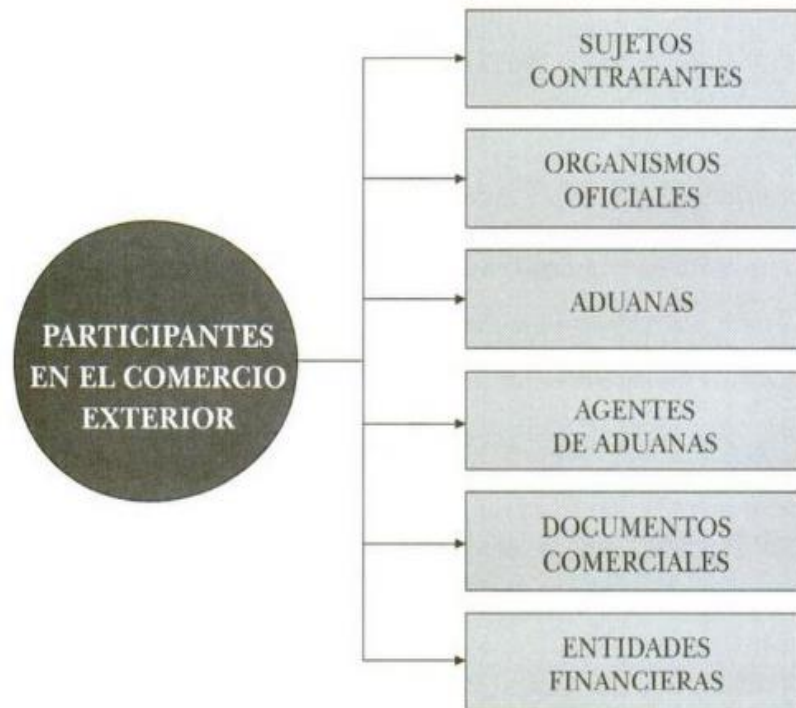 PARTICIPANTES
EN EL COMERCIO
EXTERIOR
SUJETOS
CONTRATANTES
ORGANISMOS
OFICIALES
ADUANAS
AGENTES
DE ADUANAS
DOCUMENTOS
COMERCIALES
ENTIDADES
FINANCIERAS